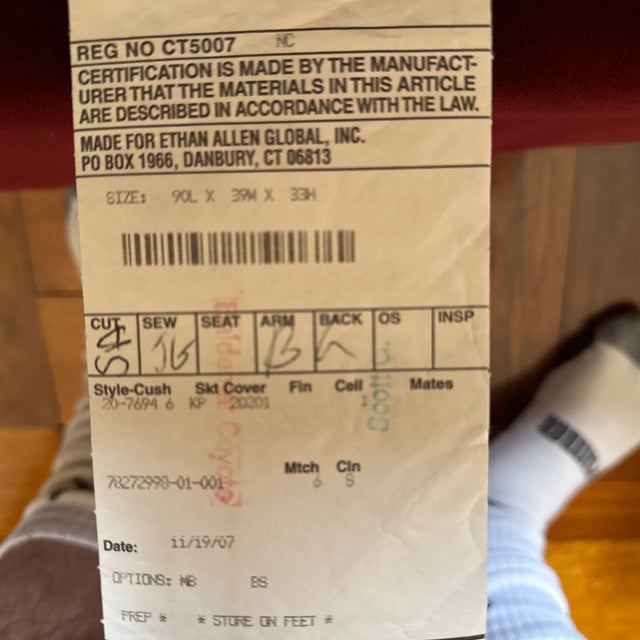 REG NO CT5007 NC
CERTIFICATION IS MADE BY THE MANUFACT-
URER THAT THE MATERIALS IN THIS ARTICLE
ARE DESCRIBED IN ACCORDANCE WITH THE LAW.
MADE FOR ETHAN ALLEN GLOBAL, INC.
PO BOX 1966, DANBURY, CT 06813
SIZE: 90L X 39W X 33H
CUT SEW SEAT ARM BACK OS INSP
JG B
Style-Cush Skt Cover Fin Cell Mates
20-7694 6 KP 20201 1
Mtch Cln
78272998-01-001 6 S
Date: 11/19/07
OPTIONS: MB BS
PREP * * STORE ON FEET *